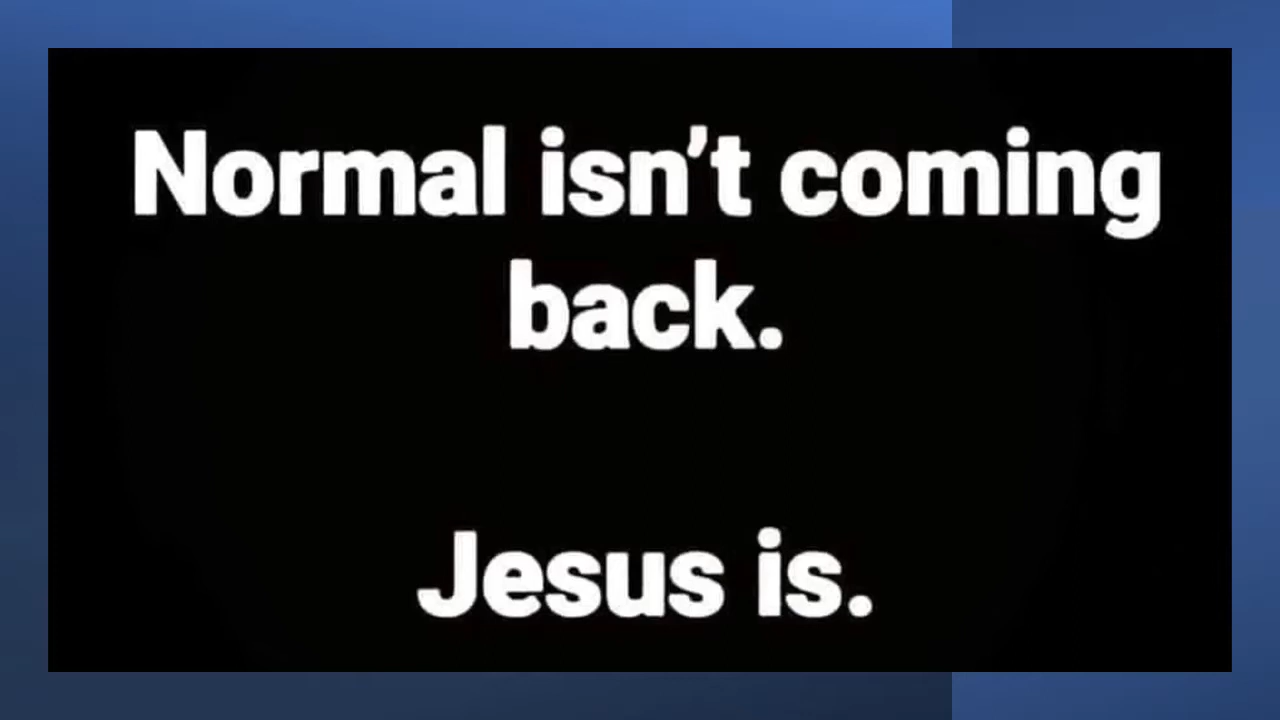 Normal isn’t coming
back.
Jesus is.